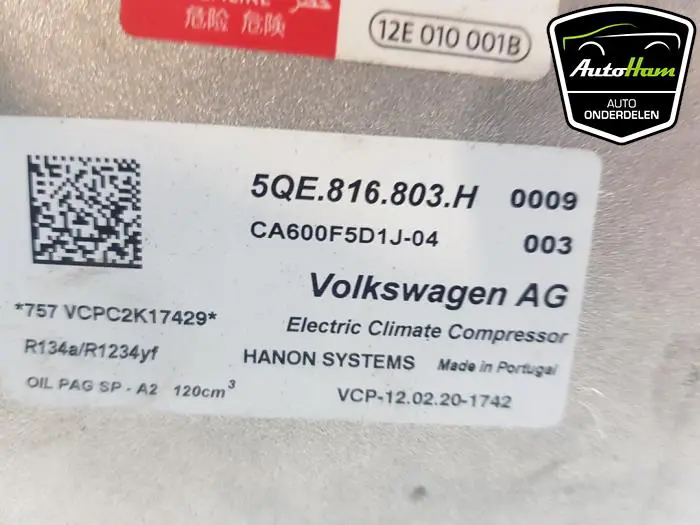 危险 危険 خطر
12E 010 001B
AutoHam
AUTO
ONDERDELEN
5QE.816.803.H 0009
CA600F5D1J-04 003
Volkswagen AG
*757 VCPC2K17429*
Electric Climate Compressor
R134a/R1234yf
HANON SYSTEMS Made in Portugal
OIL PAG SP - A2 120cm³
VCP-12.02.20-1742